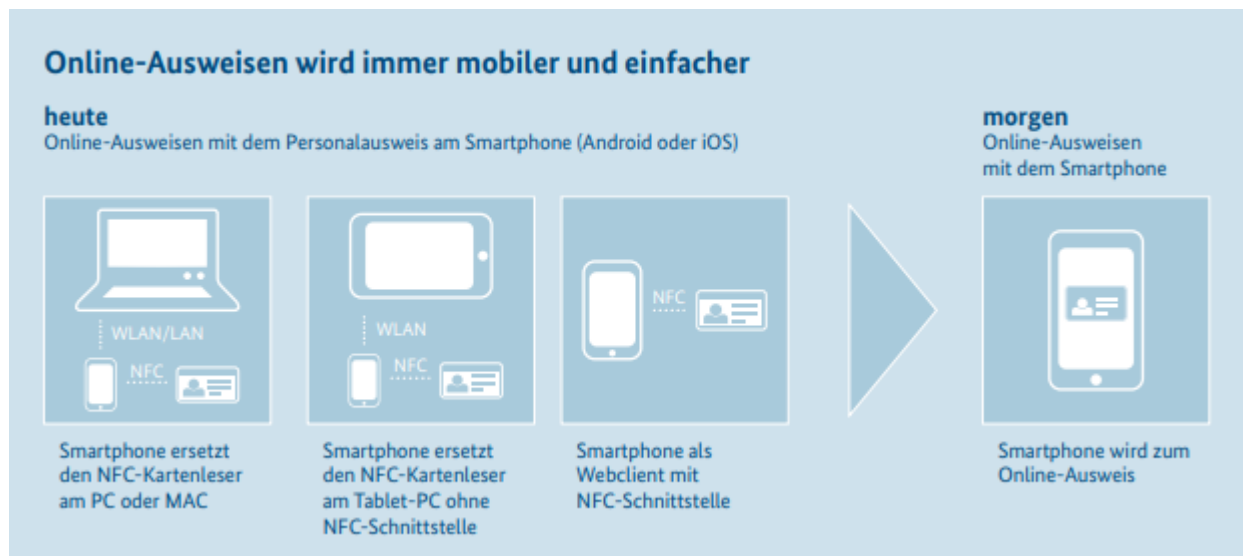 Online-Ausweisen wird immer mobiler und einfacher
heute
Online-Ausweisen mit dem Personalausweis am Smartphone (Android oder iOS)
morgen
Online-Ausweisen
mit dem Smartphone
WLAN/LAN
NFC
Smartphone ersetzt
den NFC-Kartenleser
am PC oder MAC
WLAN
NFC
Smartphone ersetzt
den NFC-Kartenleser
am Tablet-PC ohne
NFC-Schnittstelle
NFC
Smartphone als
Webclient mit
NFC-Schnittstelle
Smartphone wird zum
Online-Ausweis